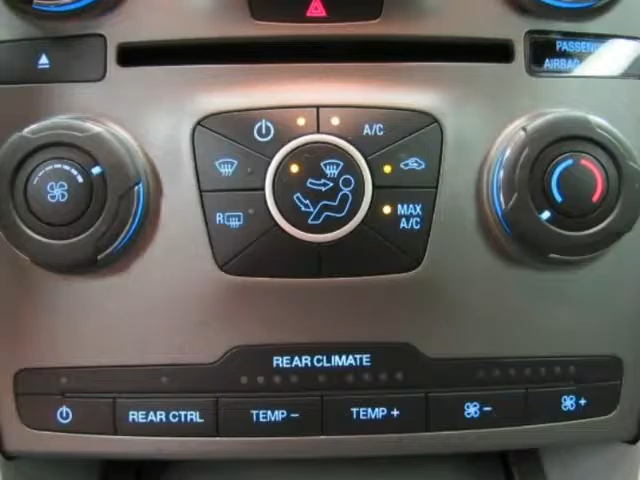 PASSENGER
AIRBAG
A/C
R
MAX
A/C
REAR CLIMATE
REAR CTRL
TEMP –
TEMP +
–
+